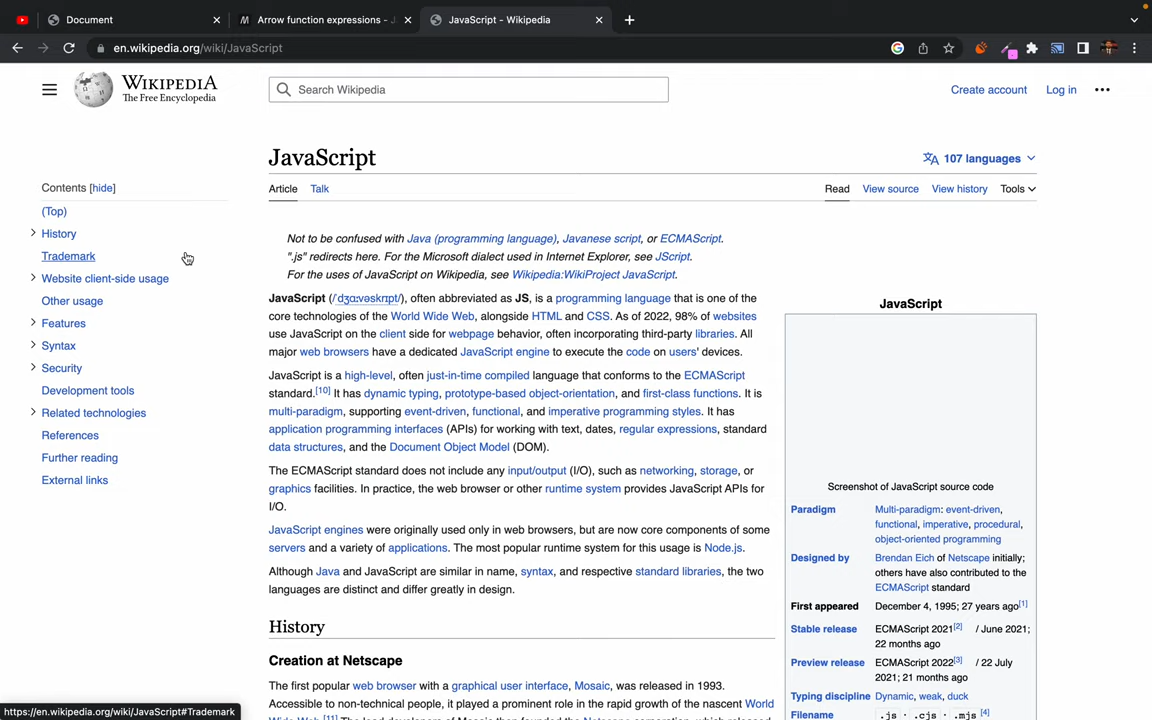 Document
Arrow function expressions - J
JavaScript - Wikipedia
en.wikipedia.org/wiki/JavaScript
WIKIPEDIA
The Free Encyclopedia
Search Wikipedia
Create account
Log in
JavaScript
107 languages
Article
Talk
Read
View source
View history
Tools
Contents [hide]
(Top)
History
Trademark
Website client-side usage
Other usage
Features
Syntax
Security
Development tools
Related technologies
References
Further reading
External links
Not to be confused with Java (programming language), Javanese script, or ECMAScript.
".js" redirects here. For the Microsoft dialect used in Internet Explorer, see JScript.
For the uses of JavaScript on Wikipedia, see Wikipedia:WikiProject JavaScript.
JavaScript (/ˈdʒɑːvəskrɪpt/), often abbreviated as JS, is a programming language that is one of the
core technologies of the World Wide Web, alongside HTML and CSS. As of 2022, 98% of websites
use JavaScript on the client side for webpage behavior, often incorporating third-party libraries. All
major web browsers have a dedicated JavaScript engine to execute the code on users' devices.
JavaScript is a high-level, often just-in-time compiled language that conforms to the ECMAScript
standard.[10] It has dynamic typing, prototype-based object-orientation, and first-class functions. It is
multi-paradigm, supporting event-driven, functional, and imperative programming styles. It has
application programming interfaces (APIs) for working with text, dates, regular expressions, standard
data structures, and the Document Object Model (DOM).
The ECMAScript standard does not include any input/output (I/O), such as networking, storage, or
graphics facilities. In practice, the web browser or other runtime system provides JavaScript APIs for
I/O.
JavaScript engines were originally used only in web browsers, but are now core components of some
servers and a variety of applications. The most popular runtime system for this usage is Node.js.
Although Java and JavaScript are similar in name, syntax, and respective standard libraries, the two
languages are distinct and differ greatly in design.
History
Creation at Netscape
The first popular web browser with a graphical user interface, Mosaic, was released in 1993.
Accessible to non-technical people, it played a prominent role in the rapid growth of the nascent World
JavaScript
Screenshot of JavaScript source code
Paradigm Multi-paradigm: event-driven,
functional, imperative, procedural,
object-oriented programming
Designed by Brendan Eich of Netscape initially;
others have also contributed to the
ECMAScript standard
First appeared December 4, 1995; 27 years ago[1]
Stable release ECMAScript 2021[2] / June 2021;
22 months ago
Preview release ECMAScript 2022[3] / 22 July
2021; 21 months ago
Typing discipline Dynamic, weak, duck
Filename .js · .cjs · .mjs [4]
https://en.wikipedia.org/wiki/JavaScript#Trademark